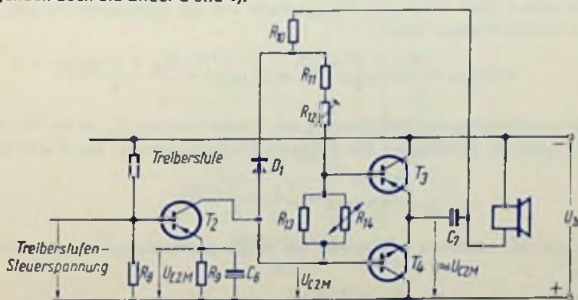 R10
R11
R12
Treiberstufe
D1
T3
T2
R13
R14
C7
Treiberstufen-
Steuerspannung
R8
UCZM
R9
C6
UCZM
T4
≈UCZM
−
+